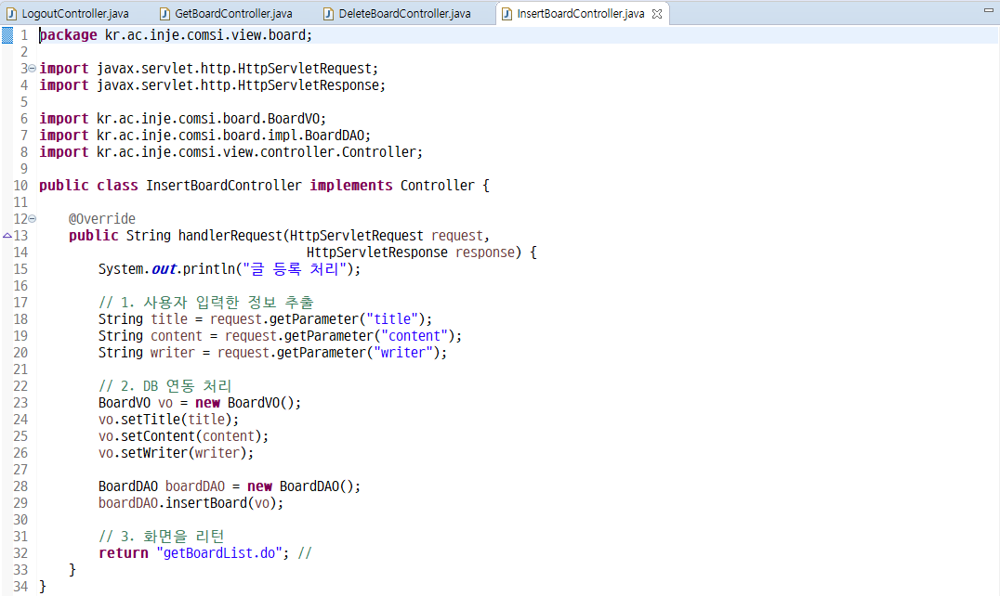 LogoutController.java GetBoardController.java DeleteBoardController.java InsertBoardController.java
1 package kr.ac.inje.comsi.view.board;
2
3 import javax.servlet.http.HttpServletRequest;
4 import javax.servlet.http.HttpServletResponse;
5
6 import kr.ac.inje.comsi.board.BoardVO;
7 import kr.ac.inje.comsi.board.impl.BoardDAO;
8 import kr.ac.inje.comsi.view.controller.Controller;
9
10 public class InsertBoardController implements Controller {
11
12     @Override
13     public String handlerRequest(HttpServletRequest request,
14                                     HttpServletResponse response) {
15         System.out.println("글 등록 처리");
16
17         // 1. 사용자 입력한 정보 추출
18         String title = request.getParameter("title");
19         String content = request.getParameter("content");
20         String writer = request.getParameter("writer");
21
22         // 2. DB 연동 처리
23         BoardVO vo = new BoardVO();
24         vo.setTitle(title);
25         vo.setContent(content);
26         vo.setWriter(writer);
27
28         BoardDAO boardDAO = new BoardDAO();
29         boardDAO.insertBoard(vo);
30
31         // 3. 화면을 리턴
32         return "getBoardList.do"; //
33     }
34 }